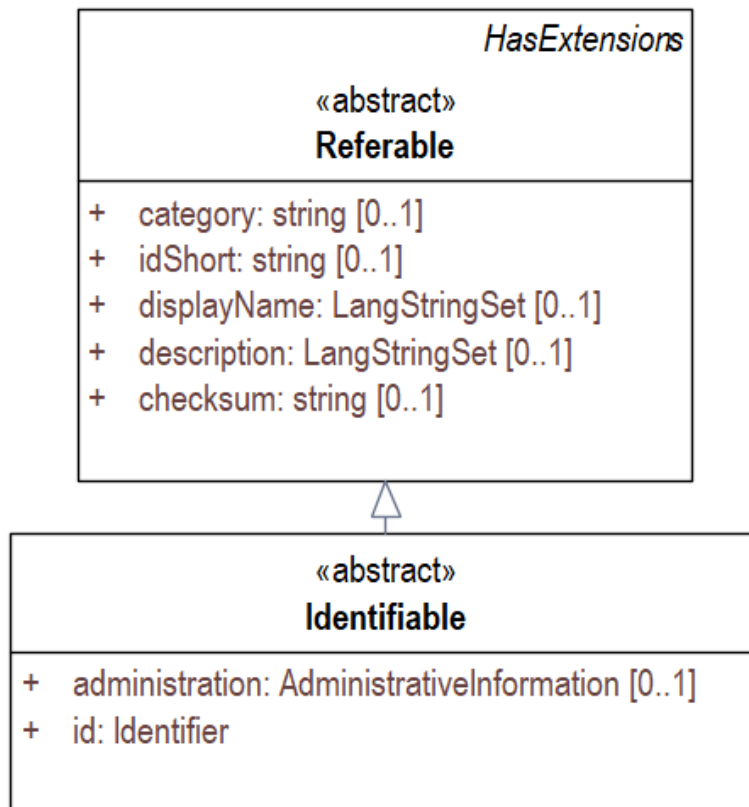 HasExtensions
«abstract»
Referable
+ category: string [0..1]
+ idShort: string [0..1]
+ displayName: LangStringSet [0..1]
+ description: LangStringSet [0..1]
+ checksum: string [0..1]
«abstract»
Identifiable
+ administration: AdministrativeInformation [0..1]
+ id: Identifier